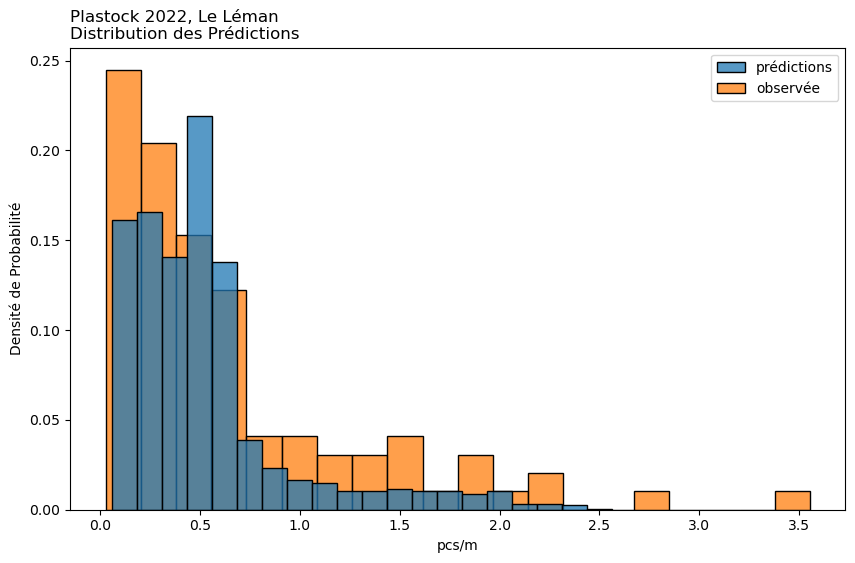 Plastock 2022, Le Léman
Distribution des Prédictions
prédictions
observée
Densité de Probabilité
0.25
0.20
0.15
0.10
0.05
0.00
0.0
0.5
1.0
1.5
2.0
2.5
3.0
3.5
pcs/m